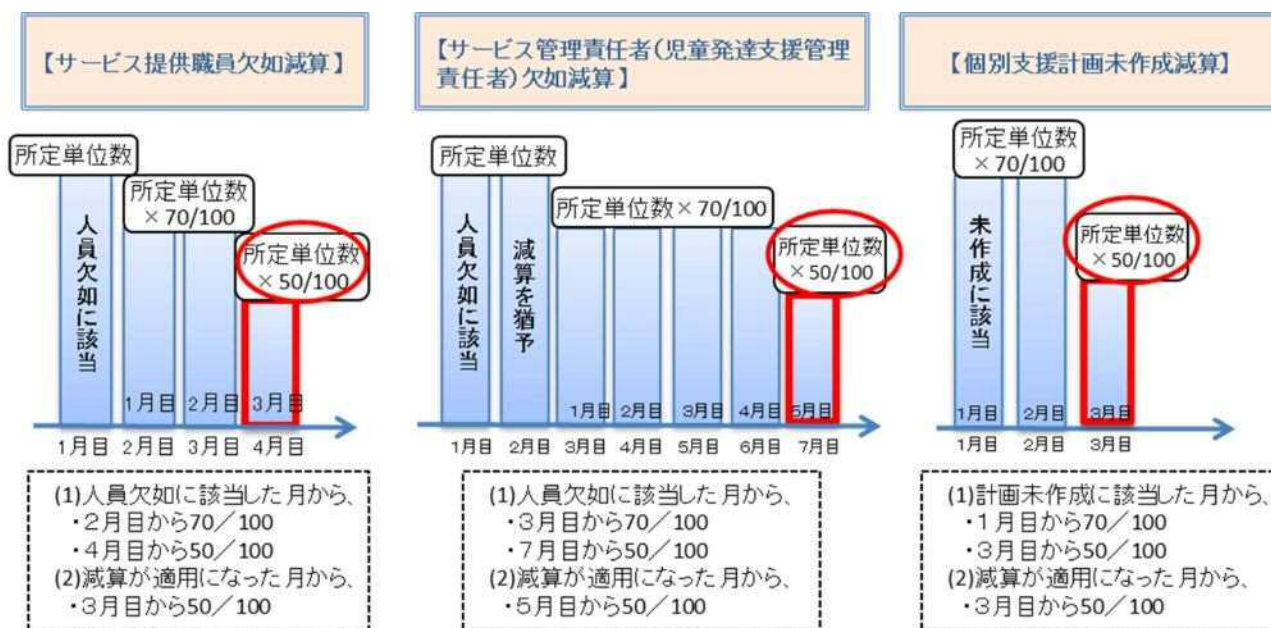 【サービス提供職員欠如減算】
所定単位数
所定単位数
×70/100
所定単位数
×50/100
人員欠如に該当
1月目 2月目 3月目
1月目 2月目 3月目 4月目
(1)人員欠如に該当した月から、
・2月目から70／100
・4月目から50／100
(2)減算が適用になった月から、
・3月目から50／100
【サービス管理責任者(児童発達支援管理
責任者)欠如減算】
所定単位数
所定単位数×70/100
所定単位数
×50/100
人員欠如に該当
減算を猶予
1月目 2月目 3月目 4月目 5月目
1月目 2月目 3月目 4月目 5月目 6月目 7月目
(1)人員欠如に該当した月から、
・3月目から70／100
・7月目から50／100
(2)減算が適用になった月から、
・5月目から50／100
【個別支援計画未作成減算】
所定単位数
×70/100
所定単位数
×50/100
未作成に該当
1月目 2月目 3月目
1月目 2月目 3月目
(1)計画未作成に該当した月から、
・1月目から70／100
・3月目から50／100
(2)減算が適用になった月から、
・3月目から50／100